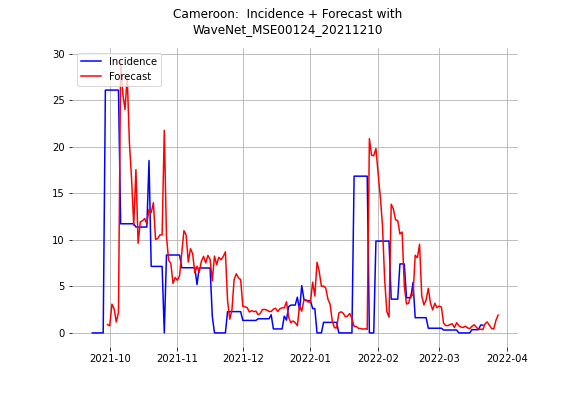 Cameroon:  Incidence + Forecast with
WaveNet_MSE00124_20211210
Incidence
Forecast
30
25
20
15
10
5
0
2021-10 2021-11 2021-12 2022-01 2022-02 2022-03 2022-04